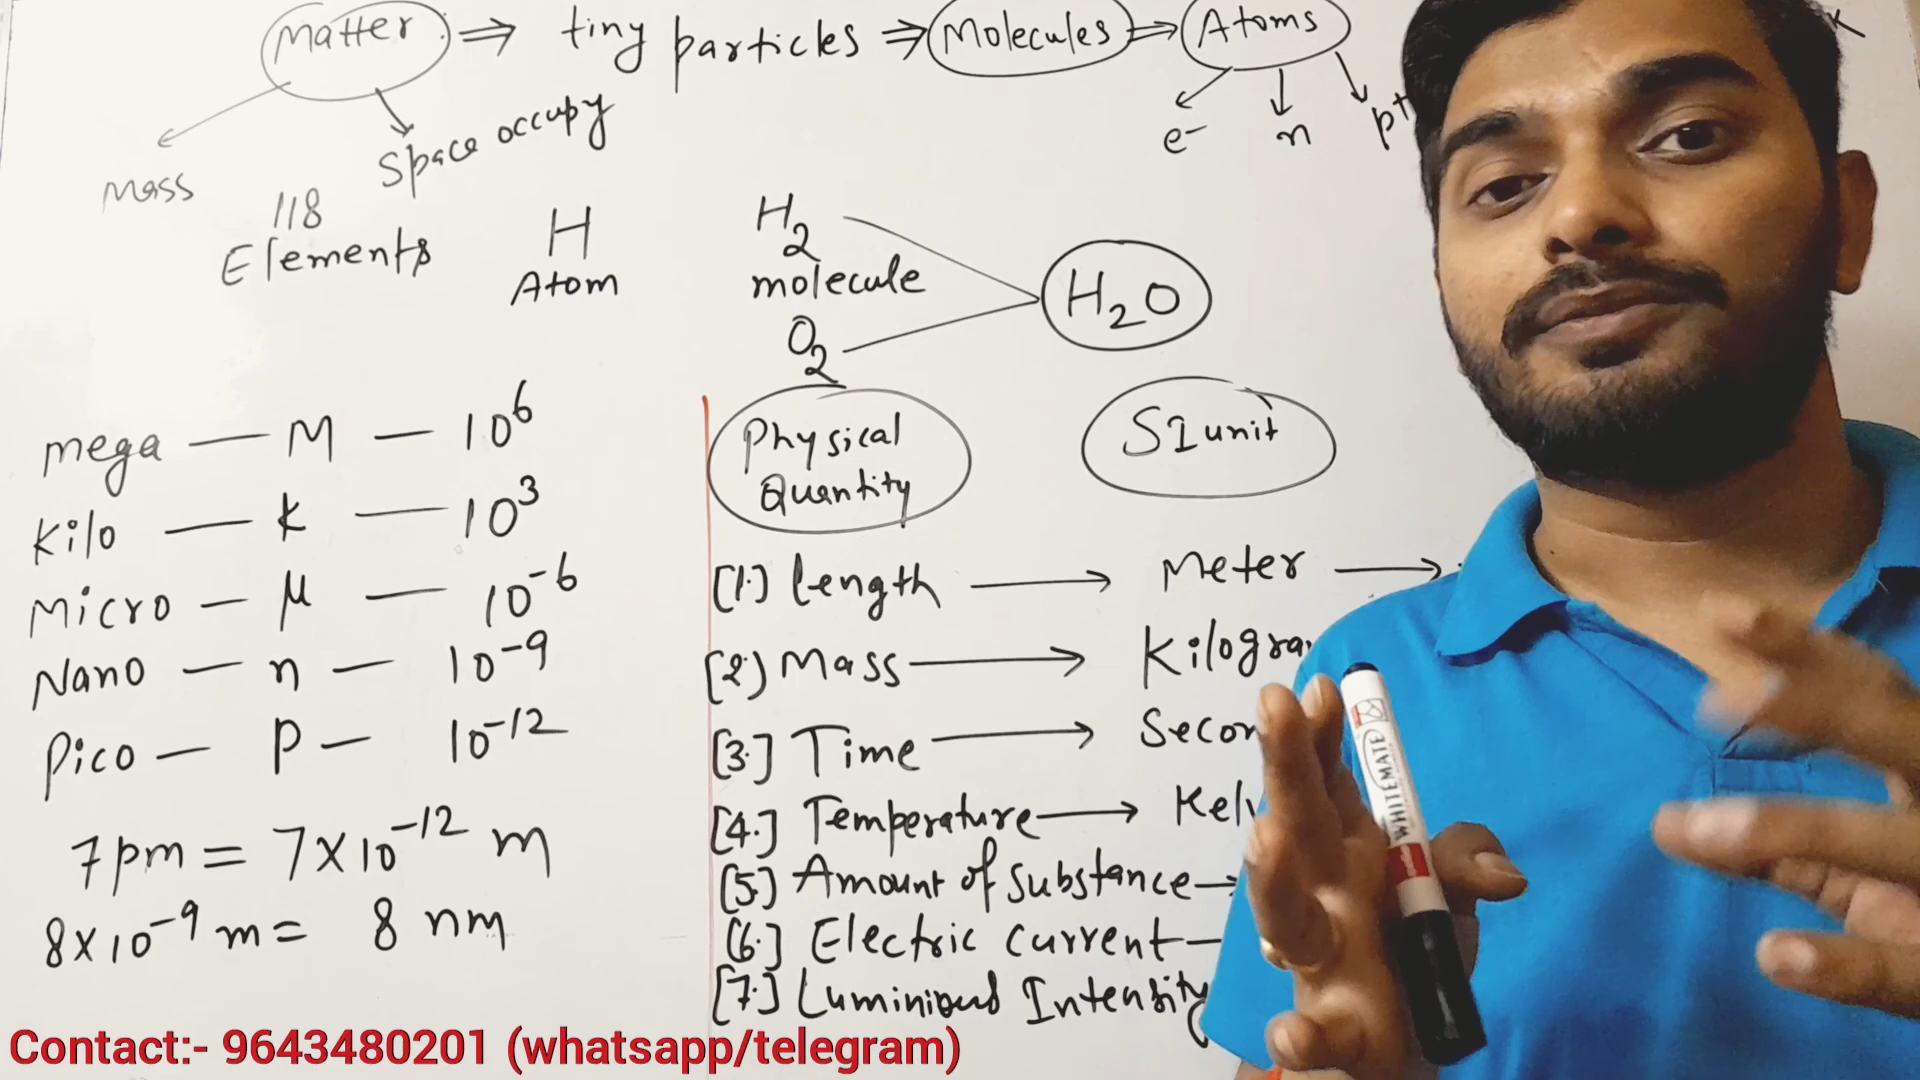 Matter ⇒ tiny particles ⇒ Molecules ⇒ Atoms
e- n p+
Mass Space occupy
118
Elements
H
Atom
H2
molecule
O2
H2O
mega — M — 10^6
Kilo — k — 10^3
Micro — μ — 10^-6
Nano — n — 10^-9
Pico — p — 10^-12
7pm = 7×10^-12 m
8×10^-9 m = 8 nm
Physical
Quantity
SI unit
[1.] Length → Meter →
[2.] Mass →
[3.] Time →
[4.] Temperature →
[5.] Amount of Substance →
[6.] Electric Current —
[7.] Luminious Intensity
WHITEMATE
Contact:- 9643480201 (whatsapp/telegram)